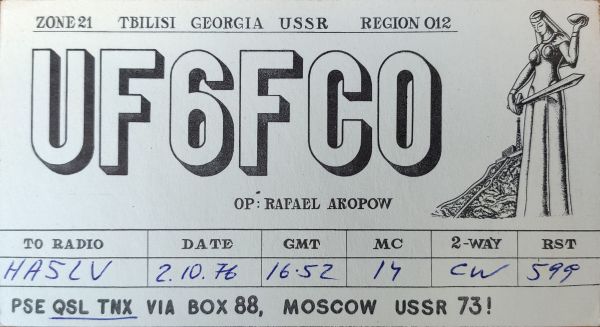 ZONE 21 TBILISI GEORGIA USSR REGION 012
UF6FCO
OP: RAFAEL AKOPOW
TO RADIO DATE GMT MC 2-WAY RST
HA5LV 2.10.76 16-52 14 CW 599
PSE QSL TNX VIA BOX 88, MOSCOW USSR 73!